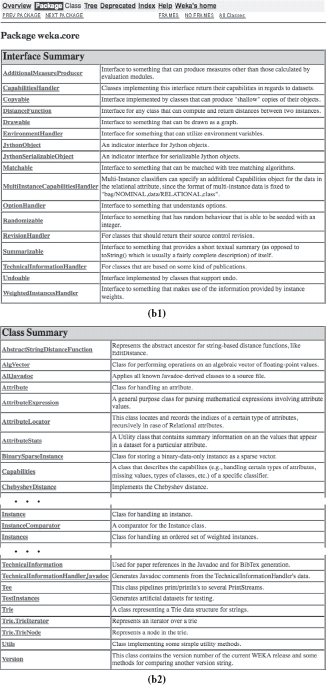 Overview Package Class Tree Deprecated Index Help Weka's home
PREV PACKAGE NEXT PACKAGE FRAMES NO FRAMES All Classes
Package weka.core
Interface Summary
AdditionalMeasureProducer Interface to something that can produce measures other than those calculated by
evaluation modules.
CapabilitiesHandler Classes implementing this interface return their capabilities in regards to datasets.
Copyable Interface implemented by classes that can produce "shallow" copies of their objects.
DistanceFunction Interface for any class that can compute and return distances between two instances.
Drawable Interface to something that can be drawn as a graph.
EnvironmentHandler Interface for something that can utilize environment variables.
JythonObject An indicator interface for Jython objects.
JythonSerializableObject An indicator interface for serializable Jython objects.
Matchable Interface to something that can be matched with tree matching algorithms.
MultiInstanceCapabilitiesHandler Multi-Instance classifiers can specify an additional Capabilities object for the data in
the relational attribute, since the format of multi-instance data is fixed to
"bag/NOMINAL,data/RELATIONAL,class".
OptionHandler Interface to something that understands options.
Randomizable Interface to something that has random behaviour that is able to be seeded with an
integer.
RevisionHandler For classes that should return their source control revision.
Summarizable Interface to something that provides a short textual summary (as opposed to
toString() which is usually a fairly complete description) of itself.
TechnicalInformationHandler For classes that are based on some kind of publications.
Undoable Interface implemented by classes that support undo.
WeightedInstancesHandler Interface to something that makes use of the information provided by instance
weights.
(b1)
Class Summary
AbstractStringDistanceFunction Represents the abstract ancestor for string-based distance functions, like
EditDistance.
AlgVector Class for performing operations on an algebraic vector of floating-point values.
AllJavadoc Applies all known Javadoc-derived classes to a source file.
Attribute Class for handling an attribute.
AttributeExpression A general purpose class for parsing mathematical expressions involving attribute
values.
AttributeLocator This class locates and records the indices of a certain type of attributes,
recursively in case of Relational attributes.
AttributeStats A Utility class that contains summary information on an the values that appear
in a dataset for a particular attribute.
BinarySparseInstance Class for storing a binary-data-only instance as a sparse vector.
Capabilities A class that describes the capabilites (e.g., handling certain types of attributes,
missing values, types of classes, etc.) of a specific classifier.
ChebyshevDistance Implements the Chebyshev distance.
• • •
Instance Class for handling an instance.
InstanceComparator A comparator for the Instance class.
Instances Class for handling an ordered set of weighted instances.
• • •
TechnicalInformation Used for paper references in the Javadoc and for BibTex generation.
TechnicalInformationHandlerJavadoc Generates Javadoc comments from the TechnicalInformationHandler's data.
Tee This class pipelines print/println's to several PrintStreams.
TestInstances Generates artificial datasets for testing.
Trie A class representing a Trie data structure for strings.
Trie.TrieIterator Represents an iterator over a trie
Trie.TrieNode Represents a node in the trie.
Utils Class implementing some simple utility methods.
Version This class contains the version number of the current WEKA release and some
methods for comparing another version string.
(b2)